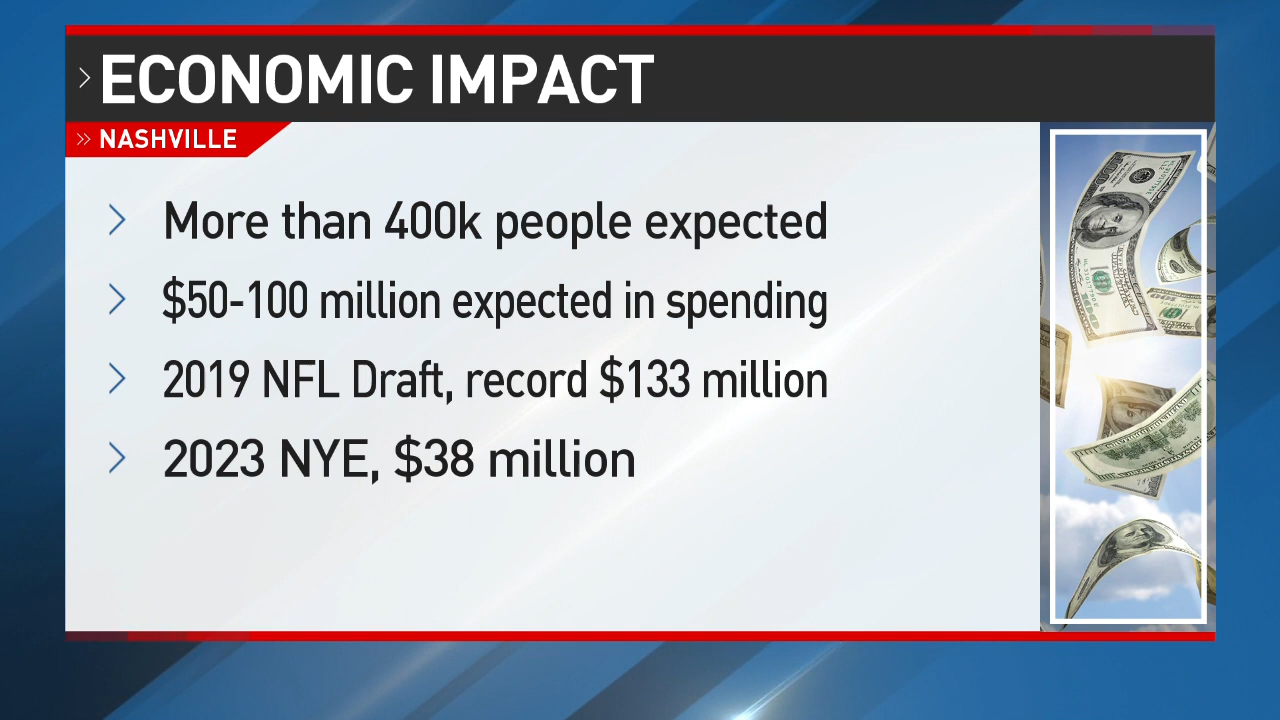 ECONOMIC IMPACT
NASHVILLE
More than 400k people expected
$50-100 million expected in spending
2019 NFL Draft, record $133 million
2023 NYE, $38 million